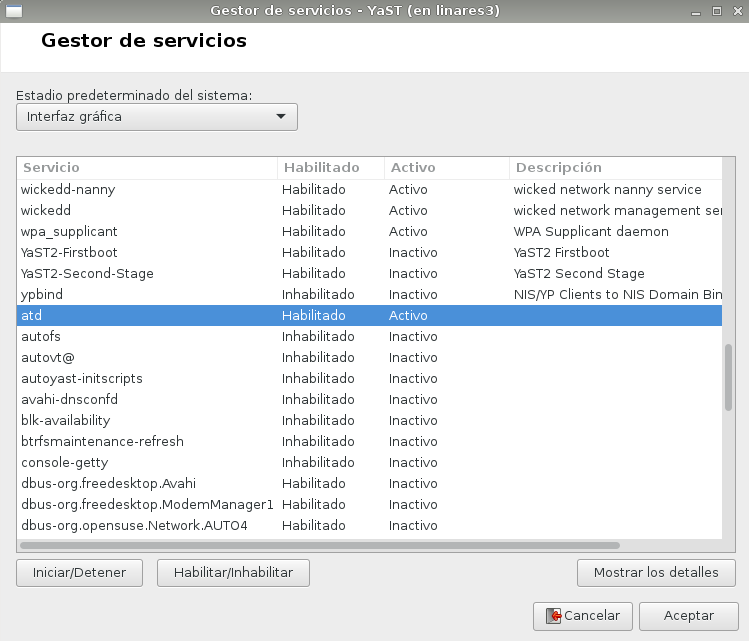 Gestor de servicios - YaST (en linares3)
Gestor de servicios
Estadio predeterminado del sistema:
Interfaz gráfica
Servicio Habilitado Activo Descripción
wickedd-nanny Habilitado Activo wicked network nanny service
wickedd Habilitado Activo wicked network management ser
wpa_supplicant Habilitado Activo WPA Supplicant daemon
YaST2-Firstboot Habilitado Inactivo YaST2 Firstboot
YaST2-Second-Stage Habilitado Inactivo YaST2 Second Stage
ypbind Inhabilitado Inactivo NIS/YP Clients to NIS Domain Bin
atd Habilitado Activo
autofs Inhabilitado Inactivo
autovt@ Inhabilitado Inactivo
autoyast-initscripts Inhabilitado Inactivo
avahi-dnsconfd Inhabilitado Inactivo
blk-availability Inhabilitado Inactivo
btrfsmaintenance-refresh Inhabilitado Inactivo
console-getty Inhabilitado Inactivo
dbus-org.freedesktop.Avahi Habilitado Inactivo
dbus-org.freedesktop.ModemManager1 Habilitado Inactivo
dbus-org.opensuse.Network.AUTO4 Habilitado Inactivo
Iniciar/Detener Habilitar/Inhabilitar Mostrar los detalles
Cancelar Aceptar